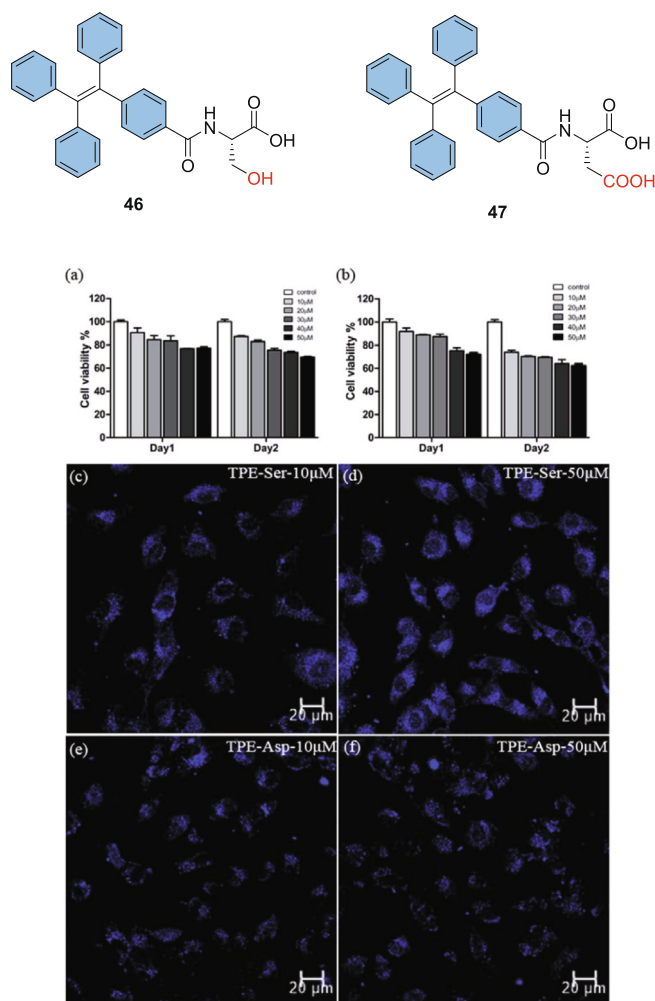 H
N
O
OH
O
OH
46
H
N
O
OH
O
COOH
47
(a)
Cell viability %
120
100
80
60
40
20
0
control
10μM
20μM
30μM
40μM
50μM
Day1
Day2
(b)
Cell viability %
120
100
80
60
40
20
0
control
10μM
20μM
30μM
40μM
50μM
Day1
Day2
(c)
TPE-Ser-10μM
20 μm
(d)
TPE-Ser-50μM
20 μm
(e)
TPE-Asp-10μM
20 μm
(f)
TPE-Asp-50μM
20 μm